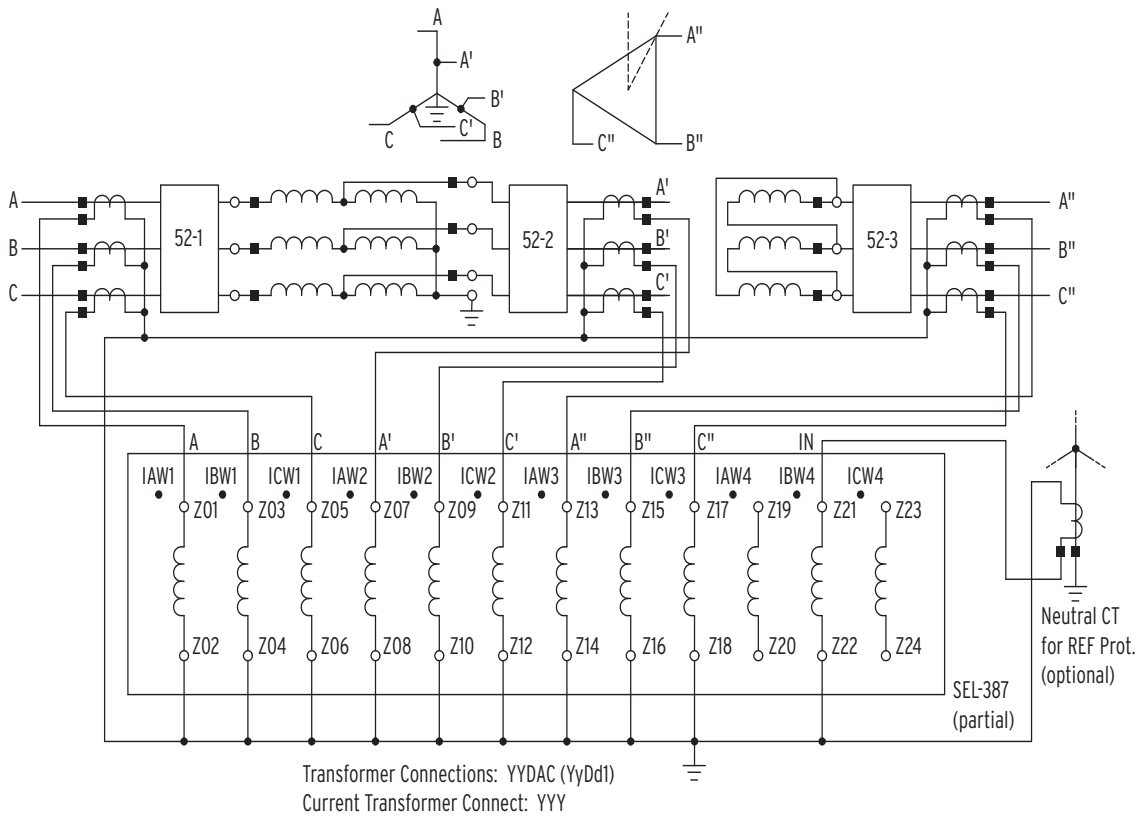 A
A'
B'
C'
C
B
A"
C"
B"
A
B
C
52-1
52-2
A'
B'
C'
52-3
A"
B"
C"
A
B
C
A'
B'
C'
A"
B"
C"
IN
IAW1
IBW1
ICW1
IAW2
IBW2
ICW2
IAW3
IBW3
ICW3
IAW4
IBW4
ICW4
Z01
Z03
Z05
Z07
Z09
Z11
Z13
Z15
Z17
Z19
Z21
Z23
Z02
Z04
Z06
Z08
Z10
Z12
Z14
Z16
Z18
Z20
Z22
Z24
Neutral CT
for REF Prot.
(optional)
SEL-387
(partial)
Transformer Connections: YYDAC (YyDd1)
Current Transformer Connect: YYY